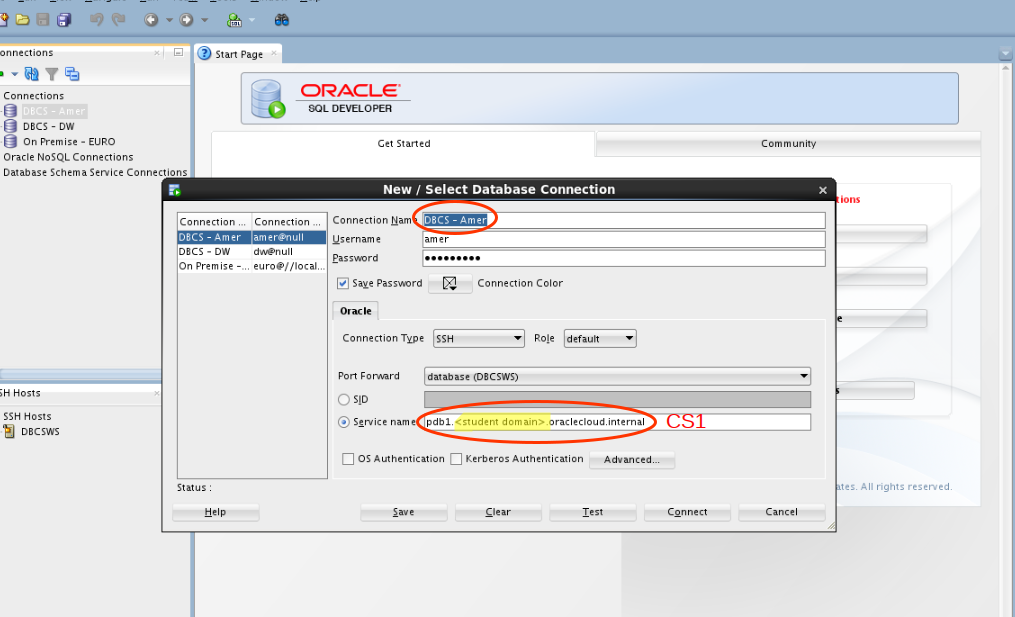 onnections
Start Page
Connections
DBCS - Amer
DBCS - DW
On Premise - EURO
Oracle NoSQL Connections
Database Schema Service Connections
ORACLE
SQL DEVELOPER
Get Started
Community
tions
New / Select Database Connection
Connection ... Connection ...
DBCS - Amer amer@null
DBCS - DW dw@null
On Premise -... euro@//local...
Connection Name DBCS - Amer
Username amer
Password •••••••••
Save Password Connection Color
Oracle
Connection Type SSH Role default
Port Forward database (DBCSWS)
SID
Service name pdb1.<student domain>.oraclecloud.internal CS1
OS Authentication Kerberos Authentication Advanced...
Status :
Help Save Clear Test Connect Cancel
SH Hosts
SSH Hosts
DBCSWS
e
s
ates. All rights reserved.